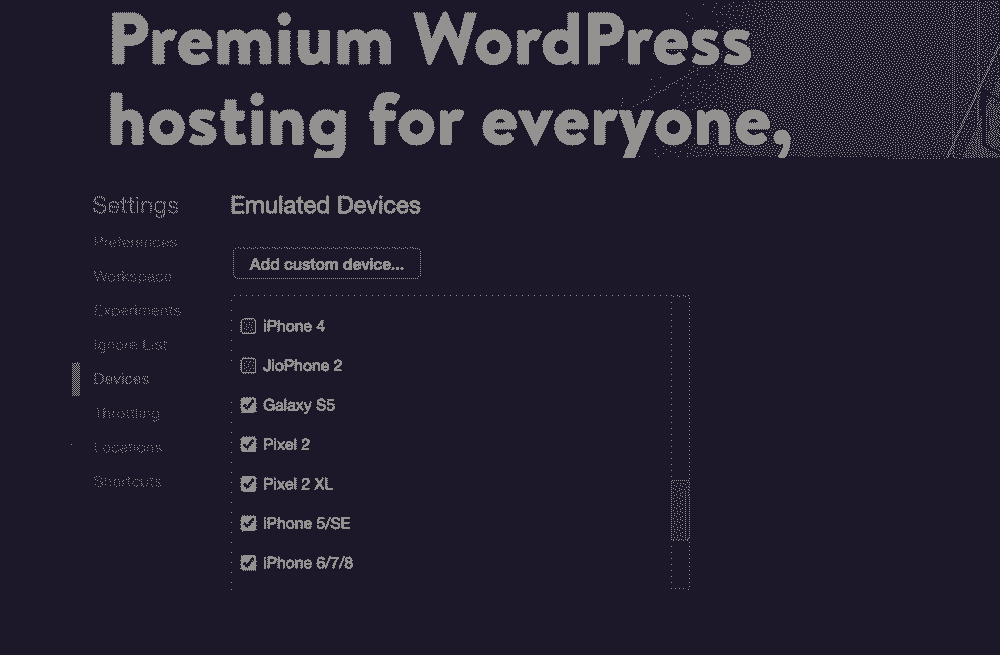 Premium WordPress
hosting for everyone,
Settings
Emulated Devices
Preferences
Add custom device...
Workspace
Experiments
iPhone 4
Ignore List
JioPhone 2
Devices
Galaxy S5
Throttling
Pixel 2
Locations
Pixel 2 XL
Shortcuts
iPhone 5/SE
iPhone 6/7/8